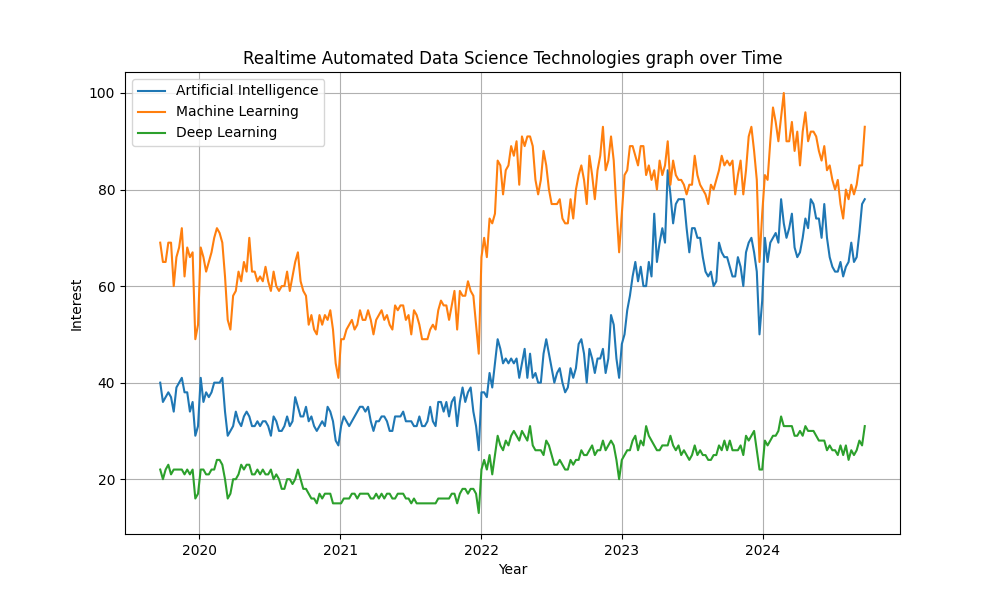 Realtime Automated Data Science Technologies graph over Time
Artificial Intelligence
Machine Learning
Deep Learning
100
80
60
40
20
Interest
2020 2021 2022 2023 2024
Year